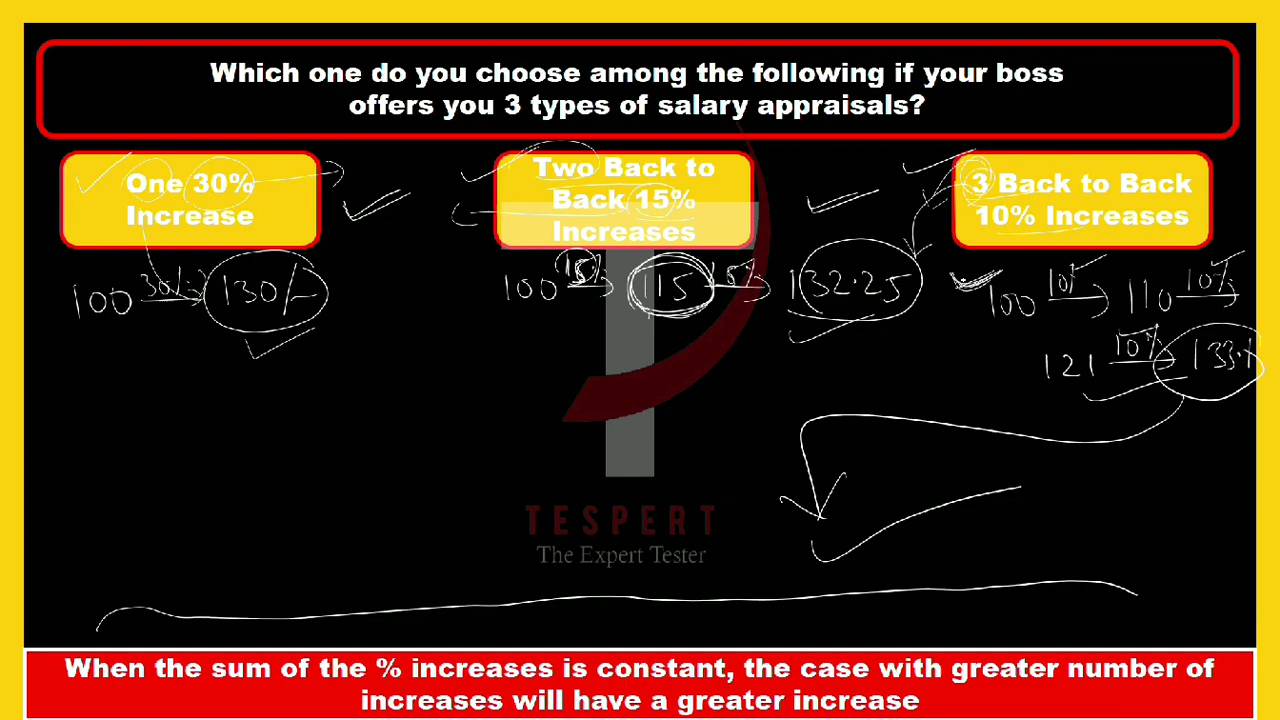 Which one do you choose among the following if your boss
offers you 3 types of salary appraisals?
One 30%
Increase
Two Back to
Back 15%
Increases
3 Back to Back
10% Increases
100 30% 130/-
100 15% 115 15% 132.25
100 10% 110 10%
121 10% 133.1
TESPERT
The Expert Tester
When the sum of the % increases is constant, the case with greater number of
increases will have a greater increase